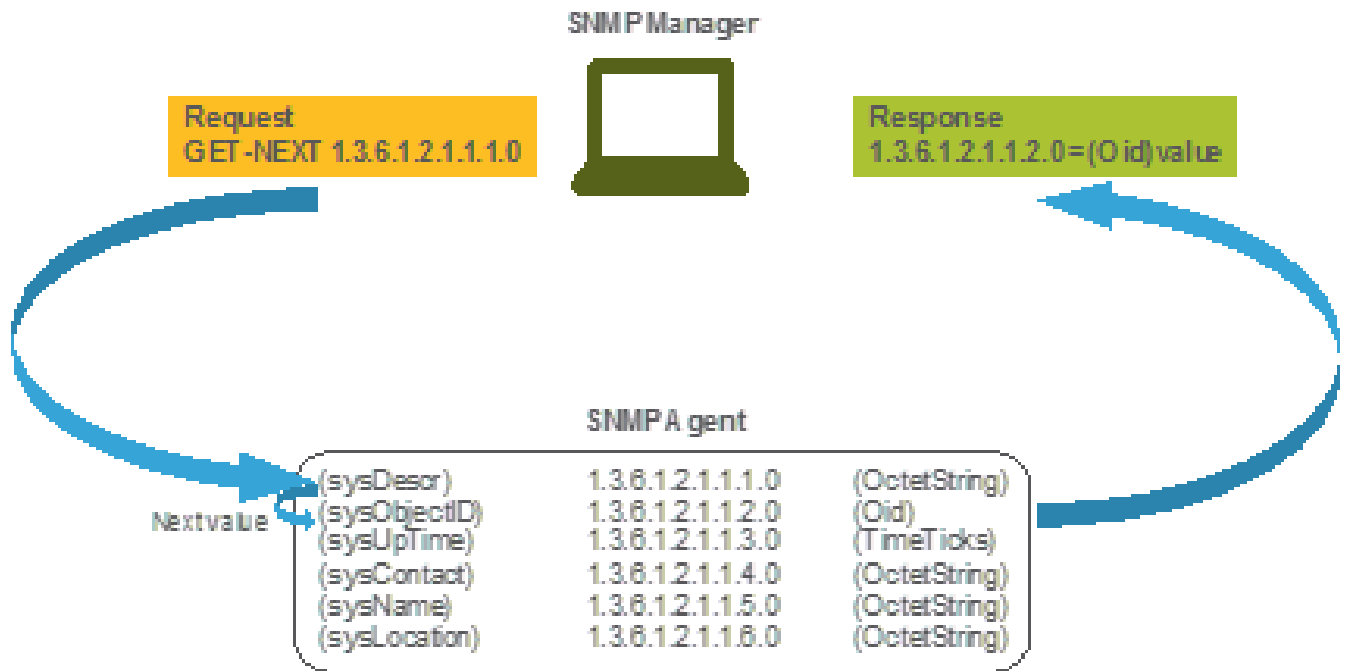 SNMP Manager
Request
GET-NEXT 1.3.6.1.2.1.1.1.0
Response
1.3.6.1.2.1.1.2.0=(Oid)value
SNMP Agent
(sysDescr) 1.3.6.1.2.1.1.1.0 (OctetString)
(sysObjectID) 1.3.6.1.2.1.1.2.0 (Oid)
Next value
(sysUpTime) 1.3.6.1.2.1.1.3.0 (TimeTicks)
(sysContact) 1.3.6.1.2.1.1.4.0 (OctetString)
(sysName) 1.3.6.1.2.1.1.5.0 (OctetString)
(sysLocation) 1.3.6.1.2.1.1.6.0 (OctetString)